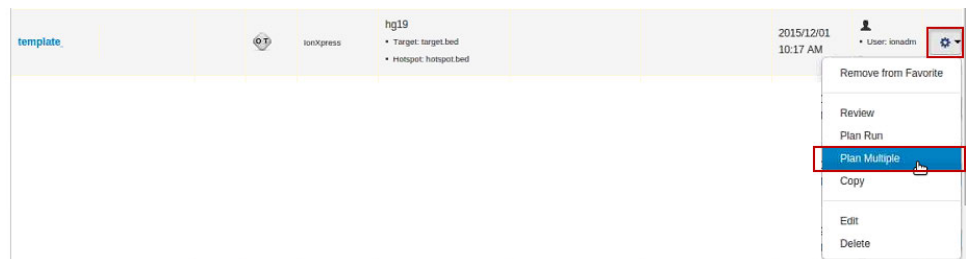 template
OT
IonXpress
hg19
• Target: target.bed
• Hotspot: hotspot.bed
2015/12/01
10:17 AM
• User: ionadm
Remove from Favorite
Review
Plan Run
Plan Multiple
Copy
Edit
Delete